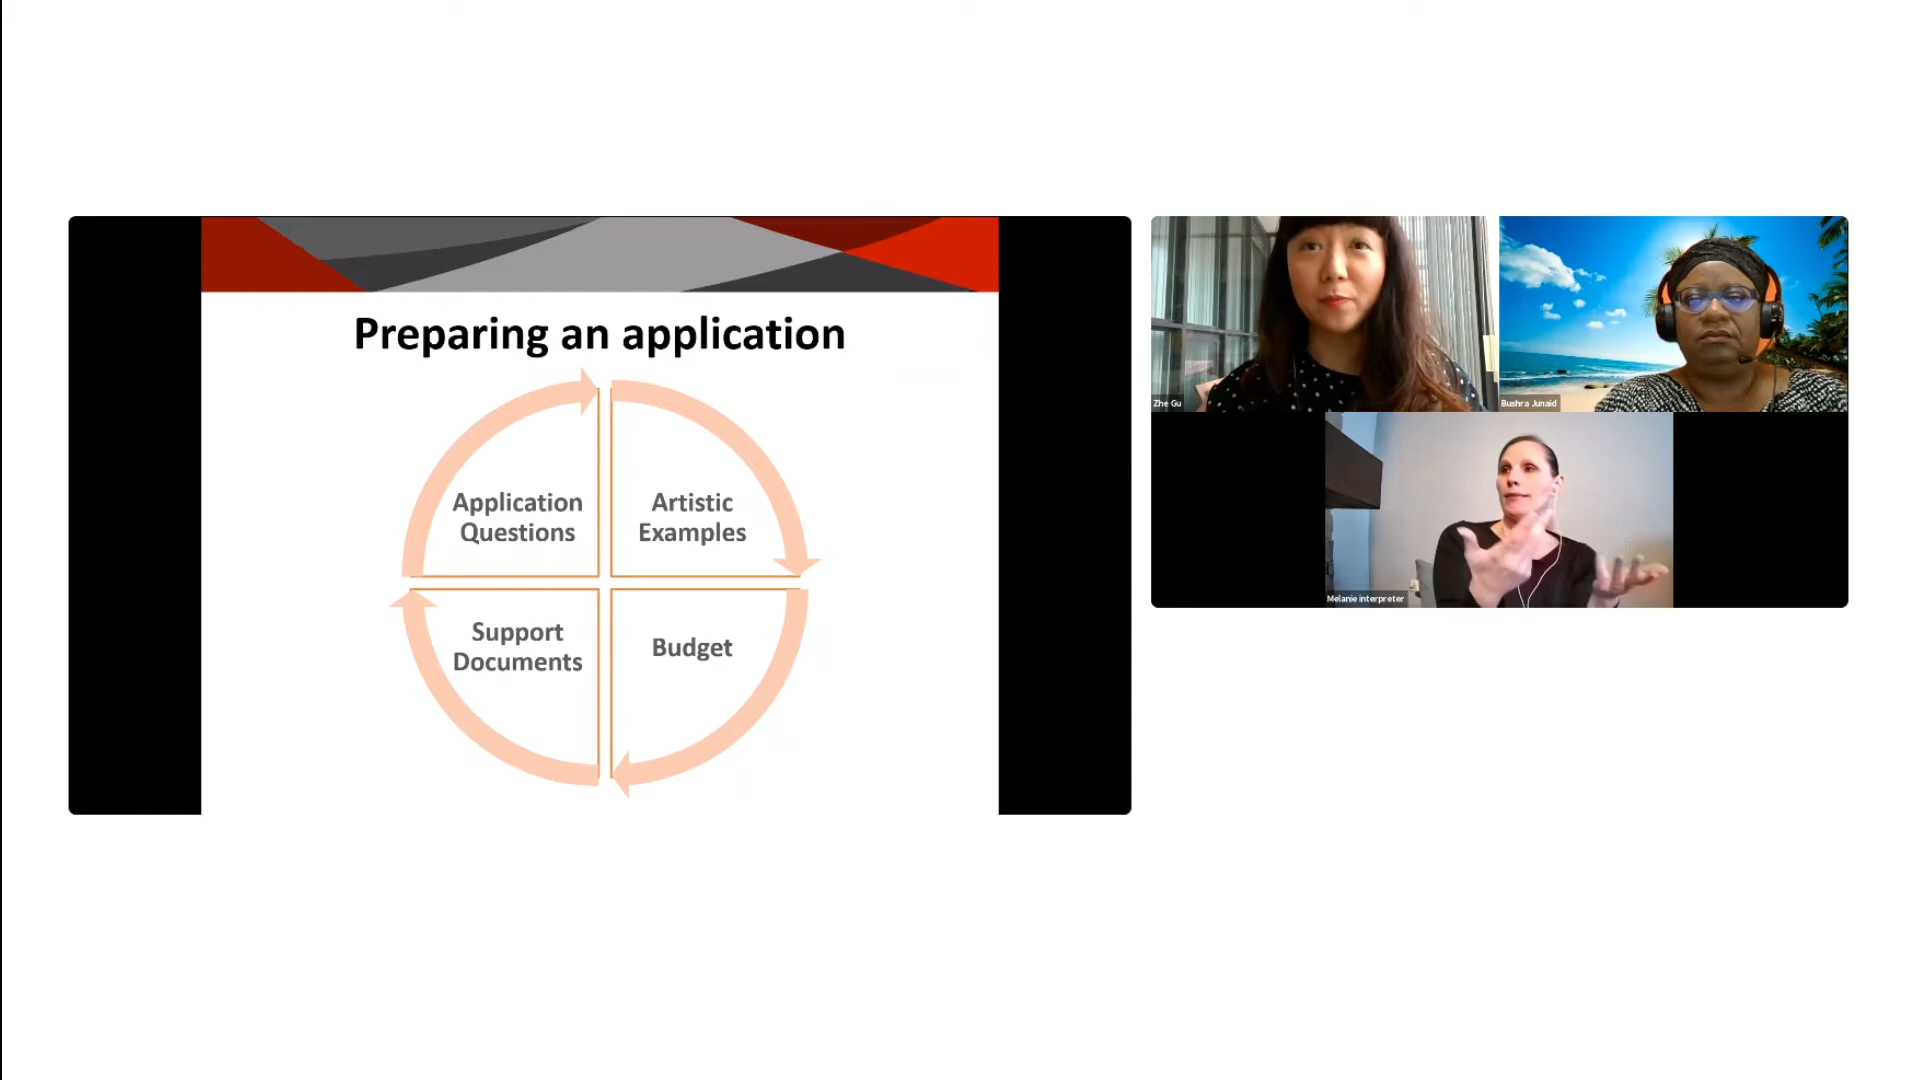 Preparing an application
Application
Questions
Artistic
Examples
Support
Documents
Budget
Zhe Gu
Bushra Junaid
Melanie interpreter